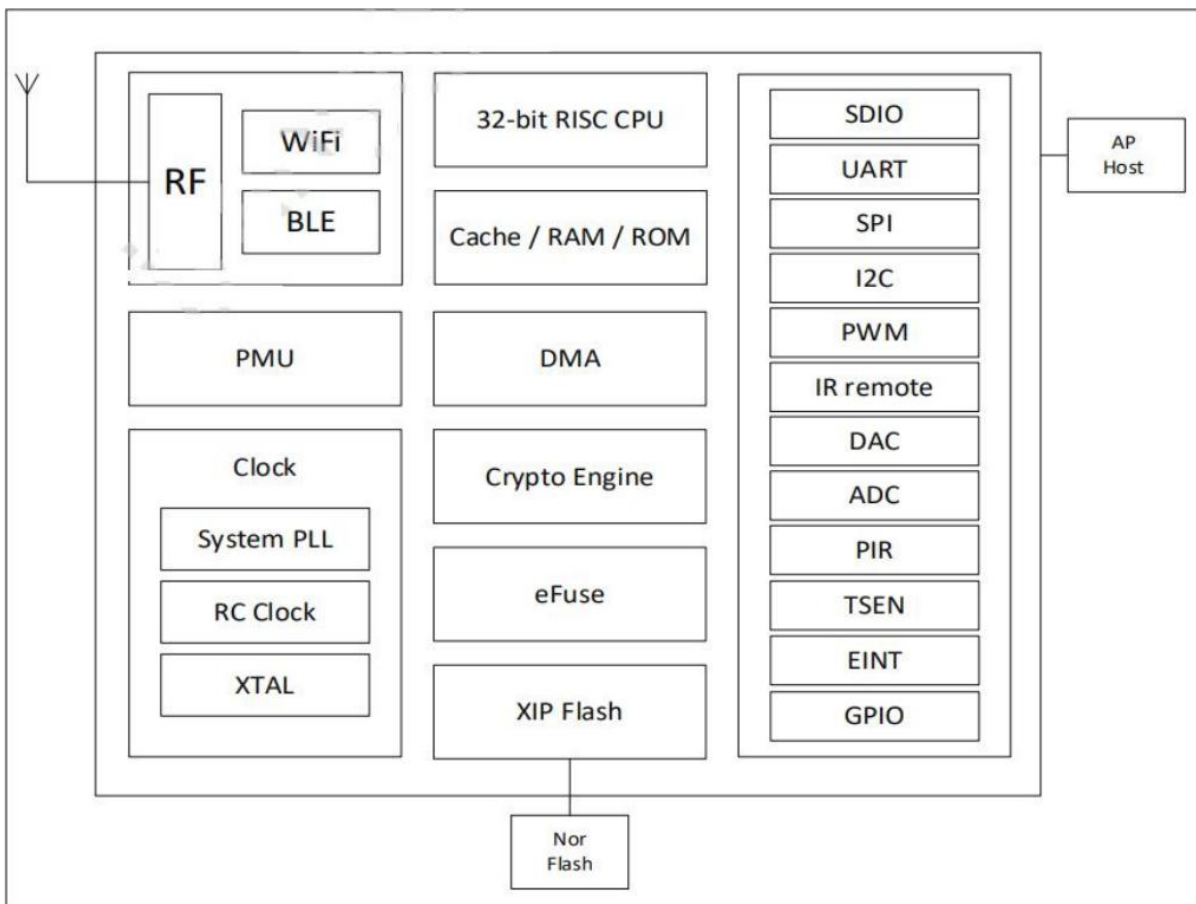 RF
WiFi
BLE
PMU
Clock
System PLL
RC Clock
XTAL
32-bit RISC CPU
Cache / RAM / ROM
DMA
Crypto Engine
eFuse
XIP Flash
SDIO
UART
SPI
I2C
PWM
IR remote
DAC
ADC
PIR
TSEN
EINT
GPIO
AP
Host
Nor
Flash